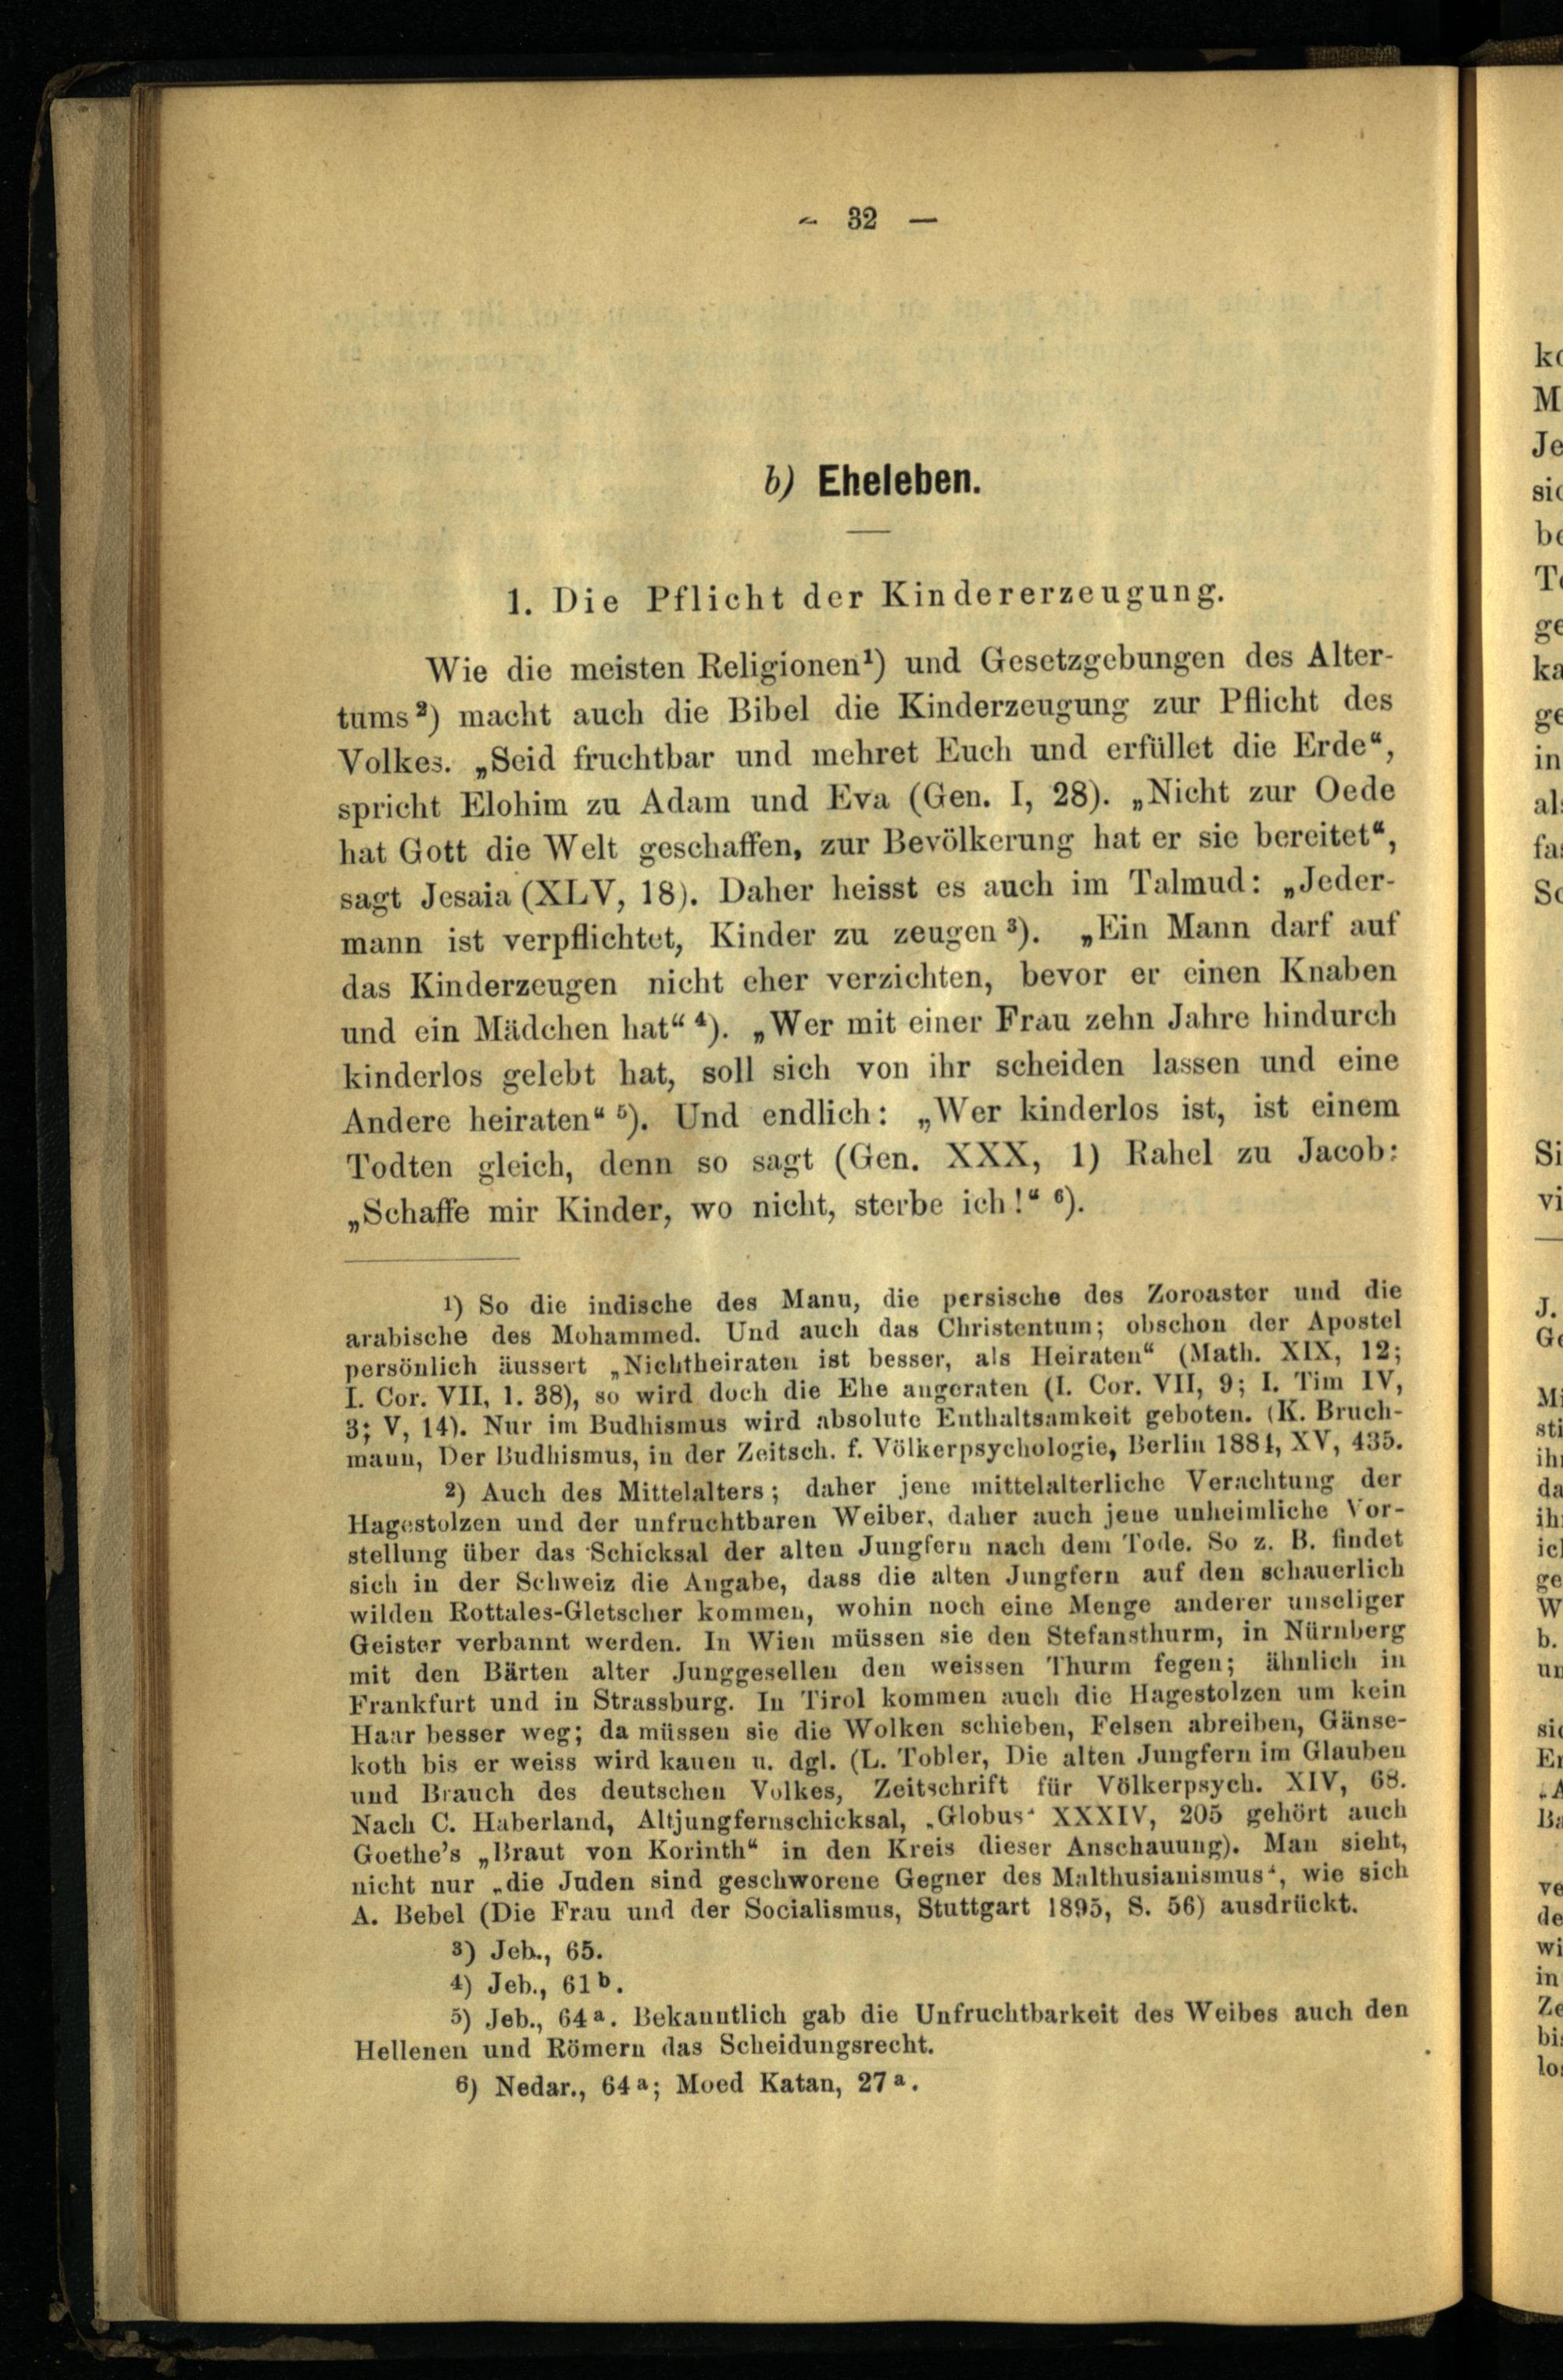 - 32 —
b) Eheleben.
1. Die Pflicht der Kindererzeugung.
Wie die meisten Religionen¹) und Gesetzgebungen des Alter-
tums²) macht auch die Bibel die Kinderzeugung zur Pflicht des
Volkes. „Seid fruchtbar und mehret Euch und erfüllet die Erde“,
spricht Elohim zu Adam und Eva (Gen. I, 28). „Nicht zur Oede
hat Gott die Welt geschaffen, zur Bevölkerung hat er sie bereitet“,
sagt Jesaia (XLV, 18). Daher heisst es auch im Talmud: „Jeder-
mann ist verpflichtet, Kinder zu zeugen³). „Ein Mann darf auf
das Kinderzeugen nicht eher verzichten, bevor er einen Knaben
und ein Mädchen hat“⁴). „Wer mit einer Frau zehn Jahre hindurch
kinderlos gelebt hat, soll sich von ihr scheiden lassen und eine
Andere heiraten“⁵). Und endlich: „Wer kinderlos ist, ist einem
Todten gleich, denn so sagt (Gen. XXX, 1) Rahel zu Jacob:
„Schaffe mir Kinder, wo nicht, sterbe ich!“⁶).
1) So die indische des Manu, die persische des Zoroaster und die
arabische des Mohammed. Und auch das Christentum; obschon der Apostel
persönlich äussert „Nichtheiraten ist besser, als Heiraten“ (Math. XIX, 12;
I. Cor. VII, 1. 38), so wird doch die Ehe angeraten (I. Cor. VII, 9; I. Tim IV,
3; V, 14). Nur im Budhismus wird absolute Enthaltsamkeit geboten. (K. Bruch-
mann, Der Budhismus, in der Zeitsch. f. Völkerpsychologie, Berlin 1884, XV, 435.
2) Auch des Mittelalters; daher jene mittelalterliche Verachtung der
Hagestolzen und der unfruchtbaren Weiber, daher auch jene unheimliche Vor-
stellung über das Schicksal der alten Jungfern nach dem Tode. So z. B. findet
sich in der Schweiz die Angabe, dass die alten Jungfern auf den schauerlich
wilden Rottales-Gletscher kommen, wohin noch eine Menge anderer unseliger
Geister verbannt werden. In Wien müssen sie den Stefansthurm, in Nürnberg
mit den Bärten alter Junggesellen den weissen Thurm fegen; ähnlich in
Frankfurt und in Strassburg. In Tirol kommen auch die Hagestolzen um kein
Haar besser weg; da müssen sie die Wolken schieben, Felsen abreiben, Gänse-
koth bis er weiss wird kauen u. dgl. (L. Tobler, Die alten Jungfern im Glauben
und Brauch des deutschen Volkes, Zeitschrift für Völkerpsych. XIV, 68.
Nach C. Haberland, Altjungfernschicksal, „Globus“ XXXIV, 205 gehört auch
Goethe's „Braut von Korinth“ in den Kreis dieser Anschauung). Man sieht,
nicht nur „die Juden sind geschworene Gegner des Malthusianismus“, wie sich
A. Bebel (Die Frau und der Socialismus, Stuttgart 1895, S. 56) ausdrückt.
3) Jeb., 65.
4) Jeb., 61 b.
5) Jeb., 64 a. Bekanntlich gab die Unfruchtbarkeit des Weibes auch den
Hellenen und Römern das Scheidungsrecht.
6) Nedar., 64 a; Moed Katan, 27 a.